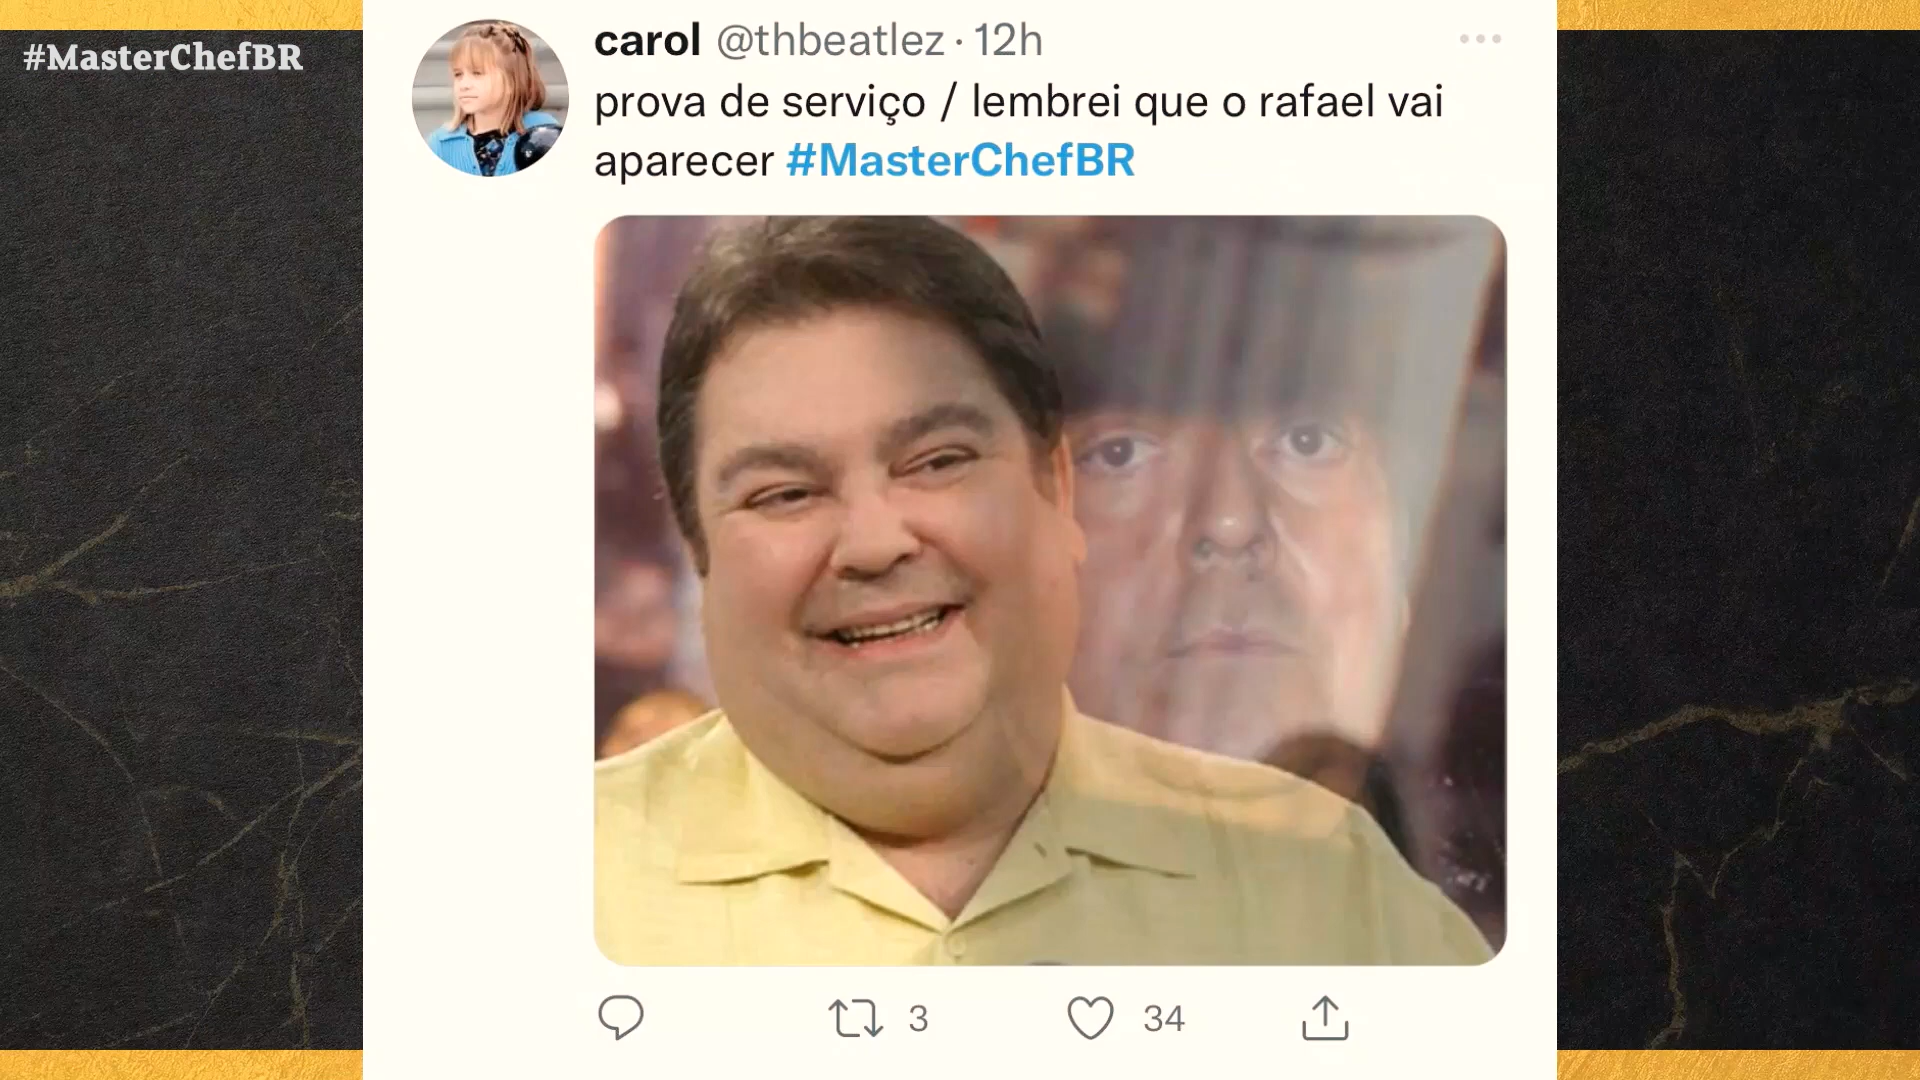 #MasterChefBR
carol @thbeatlez · 12h
prova de serviço / lembrei que o rafael vai
aparecer #MasterChefBR
3 34